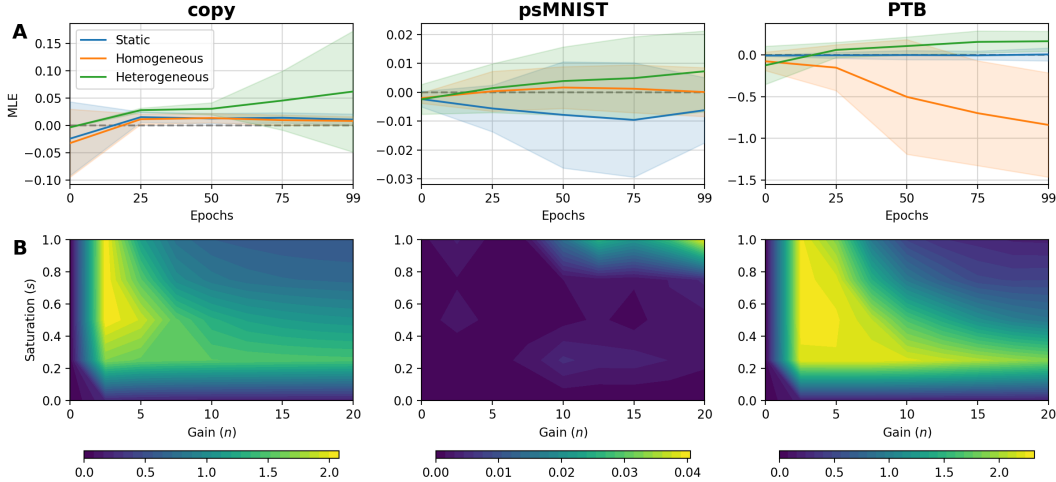 copy
psMNIST
PTB
A
Static
Homogeneous
Heterogeneous
MLE
0.15
0.10
0.05
0.00
−0.05
−0.10
0 25 50 75 99
Epochs
0.02
0.01
0.00
−0.01
−0.02
−0.03
0 25 50 75 99
Epochs
0.0
−0.5
−1.0
−1.5
0 25 50 75 99
Epochs
B
Saturation (s)
1.0
0.8
0.6
0.4
0.2
0.0
0 5 10 15 20
Gain (n)
1.0
0.8
0.6
0.4
0.2
0.0
0 5 10 15 20
Gain (n)
1.0
0.8
0.6
0.4
0.2
0.0
0 5 10 15 20
Gain (n)
0.0 0.5 1.0 1.5 2.0
0.00 0.01 0.02 0.03 0.04
0.0 0.5 1.0 1.5 2.0